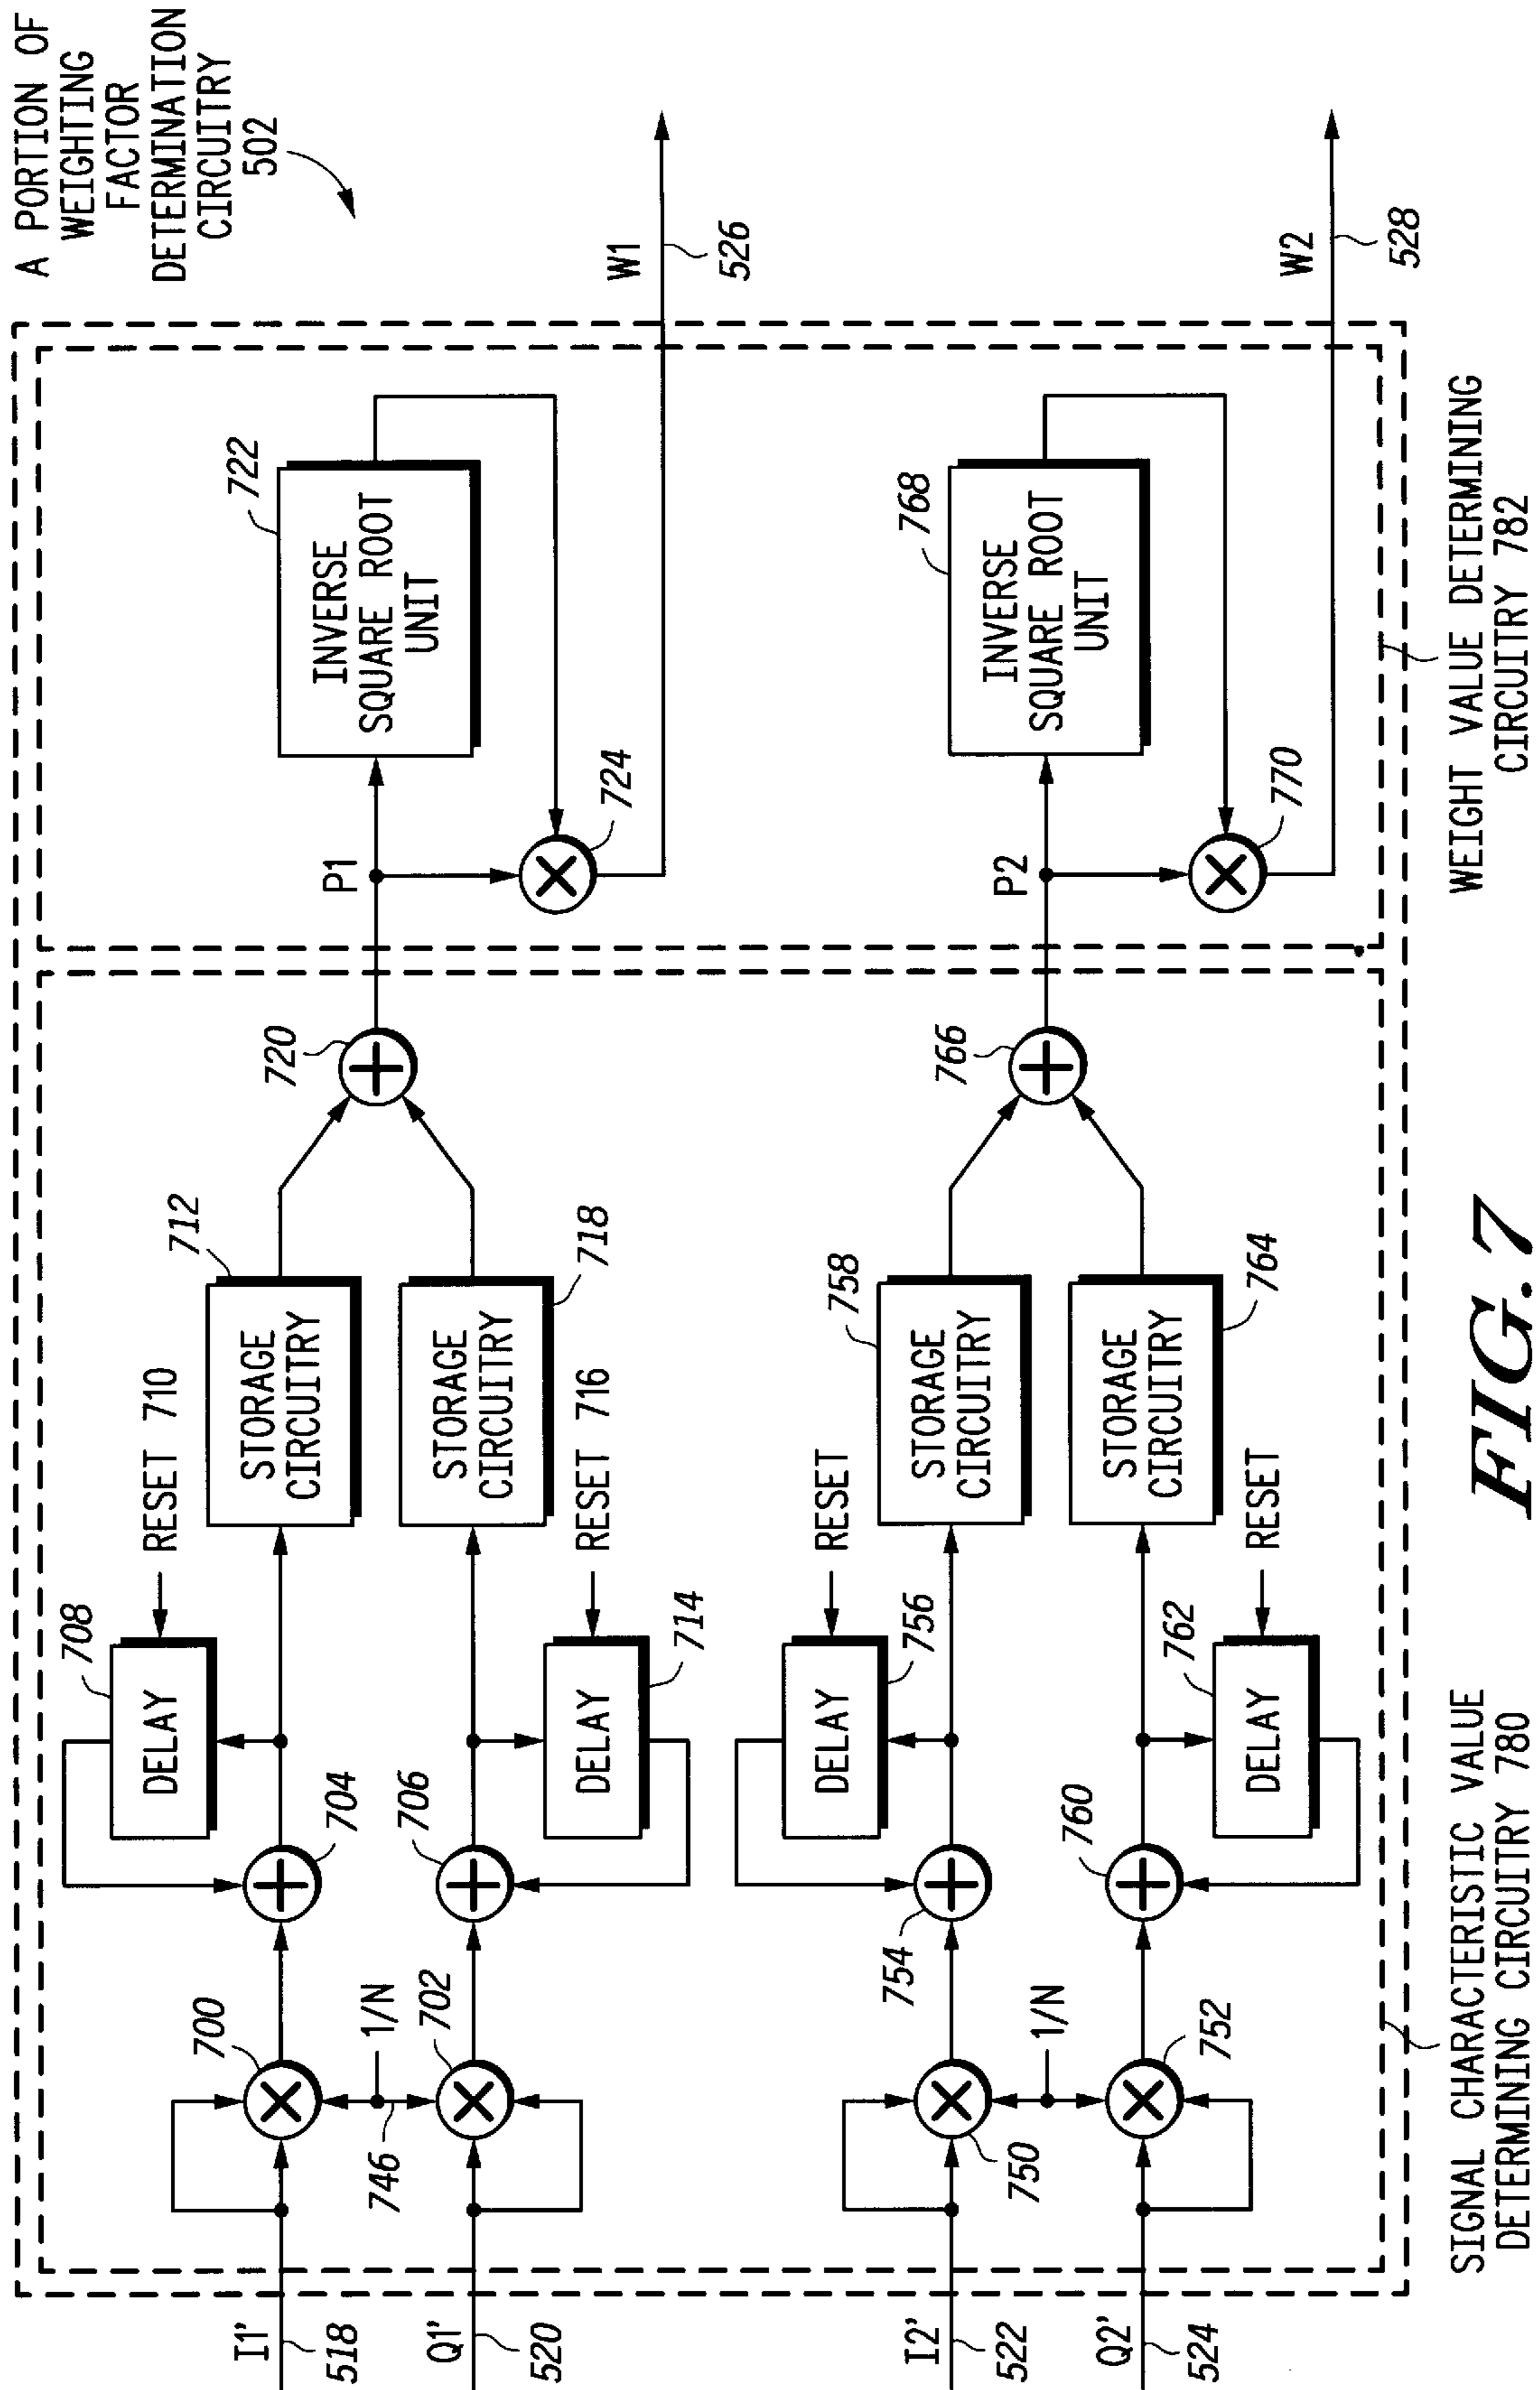 A PORTION OF
WEIGHTING
FACTOR
DETERMINATION
CIRCUITRY
502
I1'
518
Q1'
520
700
746
1/N
702
704
706
708
DELAY
RESET 710
712
STORAGE
CIRCUITRY
718
STORAGE
CIRCUITRY
RESET 716
DELAY
714
720
P1
722
INVERSE
SQUARE ROOT
UNIT
724
W1
526
I2'
522
Q2'
524
750
1/N
752
754
760
DELAY
756
RESET
STORAGE
CIRCUITRY
758
STORAGE
CIRCUITRY
764
RESET
762
DELAY
766
P2
768
INVERSE
SQUARE ROOT
UNIT
770
W2
528
SIGNAL CHARACTERISTIC VALUE
DETERMINING CIRCUITRY 780
WEIGHT VALUE DETERMINING
CIRCUITRY 782
FIG. 7